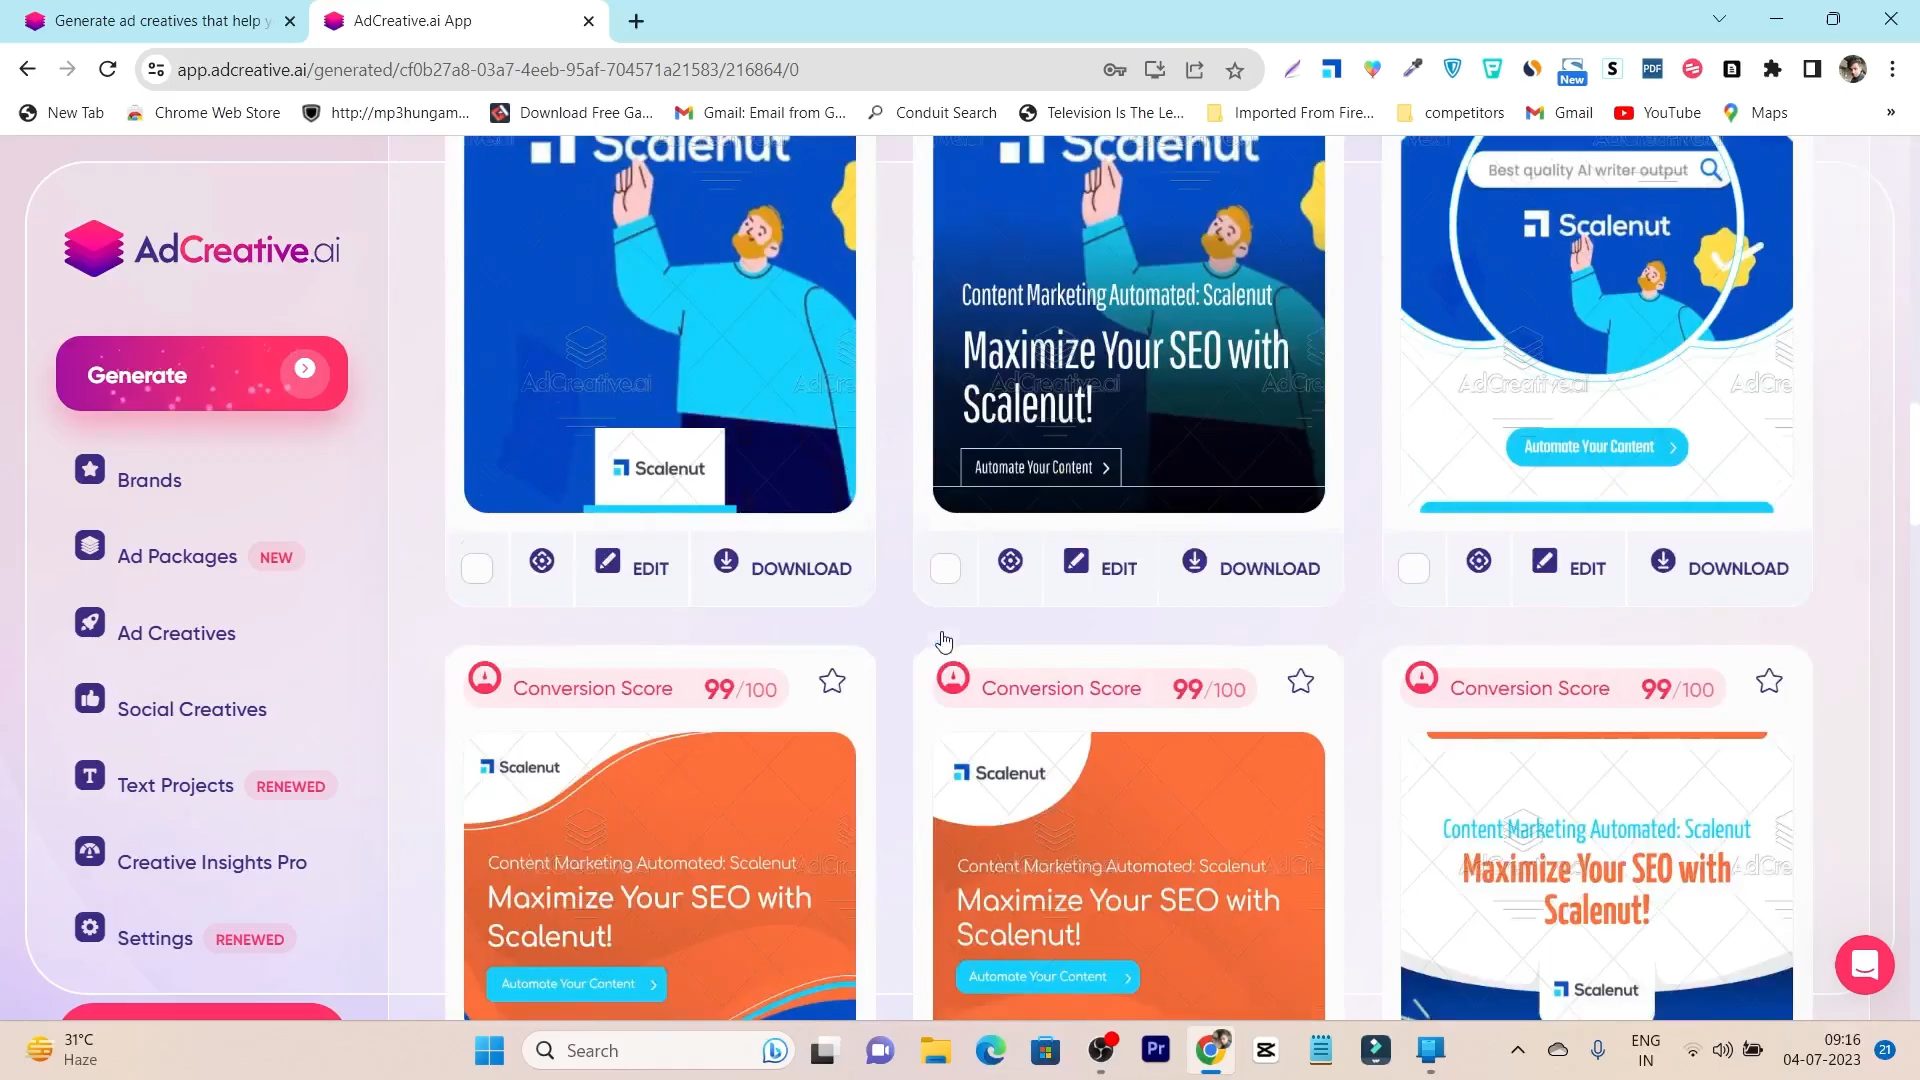 Generate ad creatives that help y
AdCreative.ai App
app.adcreative.ai/generated/cf0b27a8-03a7-4eeb-95af-704571a21583/216864/0
New
PDF
New Tab
Chrome Web Store
http://mp3hungam...
Download Free Ga...
Gmail: Email from G...
Conduit Search
Television Is The Le...
Imported From Fire...
competitors
Gmail
YouTube
Maps
»
AdCreative.ai
Generate
Brands
Ad Packages NEW
Ad Creatives
Social Creatives
Text Projects RENEWED
Creative Insights Pro
Settings RENEWED
Scalenut
AdCreative.ai
Scalenut
EDIT
DOWNLOAD
Scalenut
Content Marketing Automated: Scalenut
Maximize Your SEO with
Scalenut!
Automate Your Content
EDIT
DOWNLOAD
Best quality AI writer output
Scalenut
AdCreative.ai
Automate Your Content
EDIT
DOWNLOAD
Conversion Score 99/100
Scalenut
Content Marketing Automated: Scalenut
Maximize Your SEO with
Scalenut!
Automate Your Content
Conversion Score 99/100
Scalenut
Content Marketing Automated: Scalenut
Maximize Your SEO with
Scalenut!
Automate Your Content
Conversion Score 99/100
Content Marketing Automated: Scalenut
Maximize Your SEO with
Scalenut!
Scalenut
31°C
Haze
Search
Pr
ENG
IN
09:16
04-07-2023
21